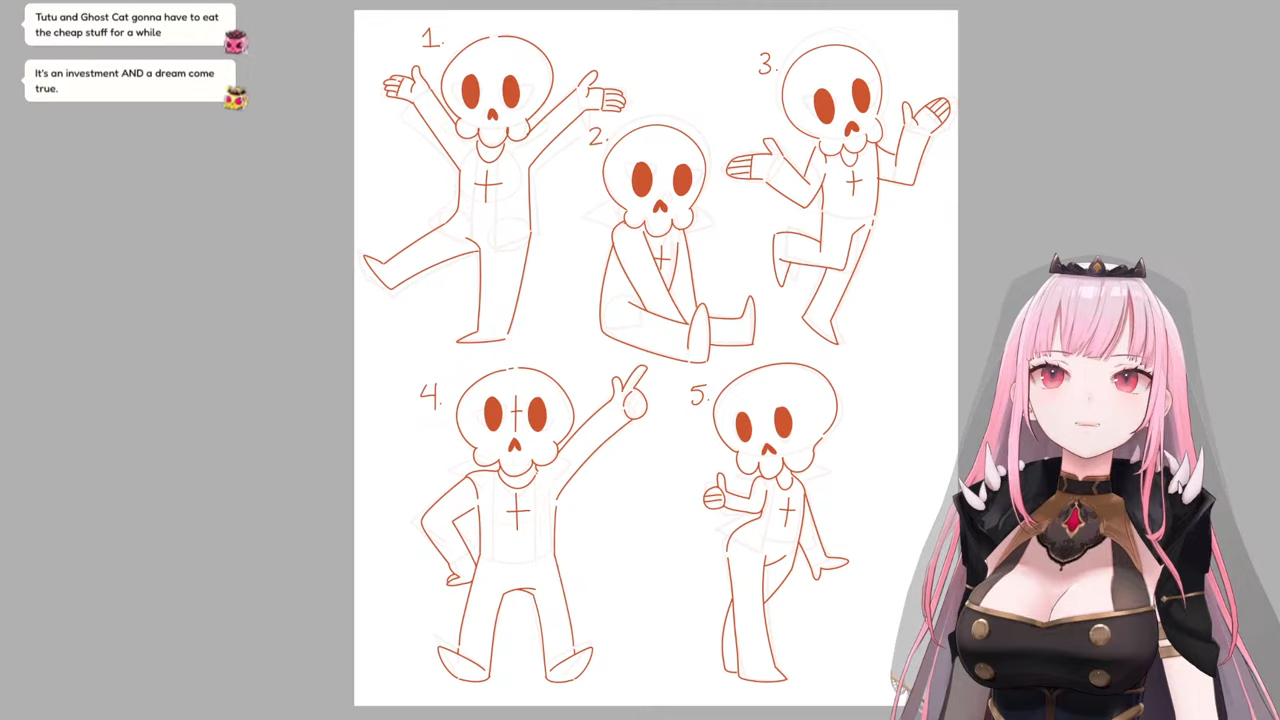 Tutu and Ghost Cat gonna have to eat
the cheap stuff for a while
It's an investment AND a dream come
true.
1.
2.
3.
4.
5.